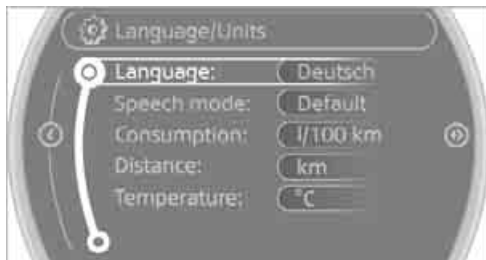 Language/Units
Language: Deutsch
Speech mode: Default
Consumption: l/100 km
Distance: km
Temperature: °C